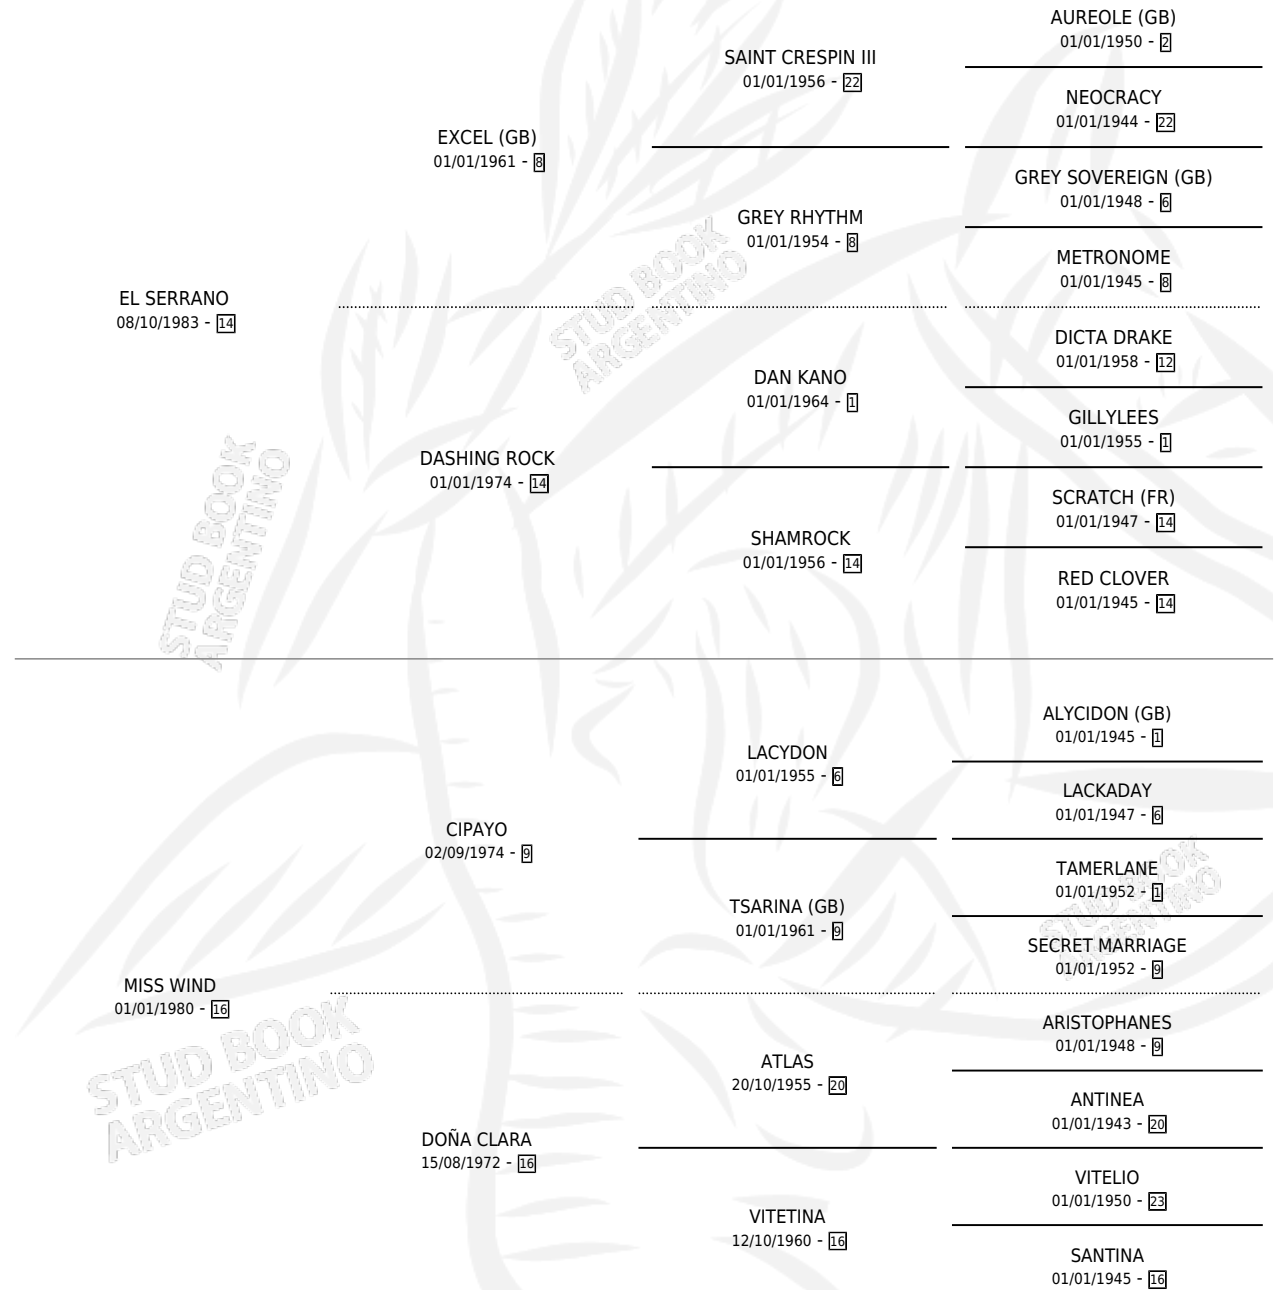 AUREOLE (GB)
01/01/1950 - 2
SAINT CRESPIN III
01/01/1956 - 22
NEOCRACY
01/01/1944 - 22
EXCEL (GB)
01/01/1961 - 8
GREY SOVEREIGN (GB)
01/01/1948 - 6
GREY RHYTHM
01/01/1954 - 8
METRONOME
01/01/1945 - 8
EL SERRANO
08/10/1983 - 14
DICTA DRAKE
01/01/1958 - 12
DAN KANO
01/01/1964 - 1
GILLYLEES
01/01/1955 - 1
DASHING ROCK
01/01/1974 - 14
SCRATCH (FR)
01/01/1947 - 14
SHAMROCK
01/01/1956 - 14
RED CLOVER
01/01/1945 - 14
ALYCIDON (GB)
01/01/1945 - 1
LACYDON
01/01/1955 - 6
LACKADAY
01/01/1947 - 6
CIPAYO
02/09/1974 - 9
TAMERLANE
01/01/1952 - 1
TSARINA (GB)
01/01/1961 - 9
SECRET MARRIAGE
01/01/1952 - 9
MISS WIND
01/01/1980 - 16
ARISTOPHANES
01/01/1948 - 9
ATLAS
20/10/1955 - 20
ANTINEA
01/01/1943 - 20
DOÑA CLARA
15/08/1972 - 16
VITELIO
01/01/1950 - 23
VITETINA
12/10/1960 - 16
SANTINA
01/01/1945 - 16
STUD BOOK
ARGENTINO
STUD BOOK
ARGENTINO
STUD BOOK
ARGENTINO
STUD BOOK
ARGENTINO